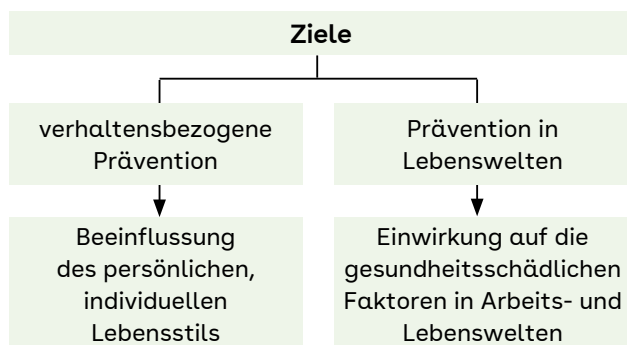 Ziele
verhaltensbezogene
Prävention
Prävention in
Lebenswelten
Beeinflussung
des persönlichen,
individuellen
Lebensstils
Einwirkung auf die
gesundheitsschädlichen
Faktoren in Arbeits- und
Lebenswelten